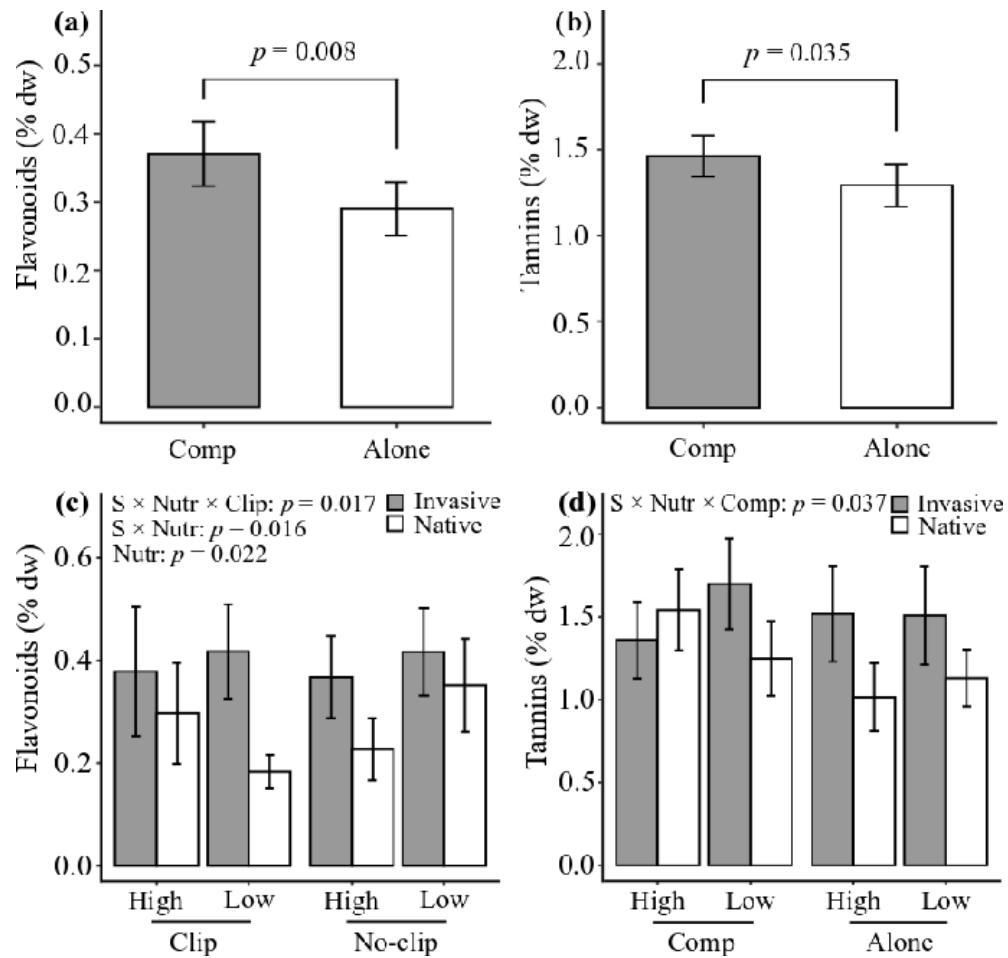 (a)
p = 0.008
Flavonoids (% dw)
0.5
0.4
0.3
0.2
0.1
0.0
Comp Alone
(b)
p = 0.035
Tannins (% dw)
2.0
1.5
1.0
0.5
0.0
Comp Alone
(c)
S × Nutr × Clip: p = 0.017
S × Nutr: p = 0.016
Nutr: p = 0.022
Invasive
Native
Flavonoids (% dw)
0.6
0.4
0.2
0.0
High Low High Low
Clip No-clip
(d)
S × Nutr × Comp: p = 0.037
Invasive
Native
Tannins (% dw)
2.0
1.5
1.0
0.5
0.0
High Low High Low
Comp Alone